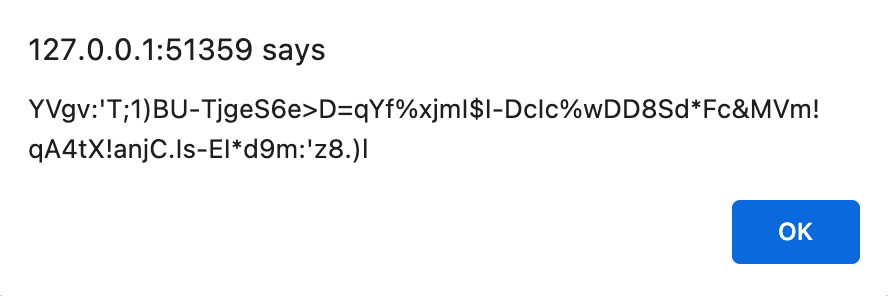 127.0.0.1:51359 says
YVgv:'T;1)BU-TjgeS6e>D=qYf%xjmI$I-DcIc%wDD8Sd*Fc&MVm!
qA4tX!anjC.Is-EI*d9m:'z8.)l
OK